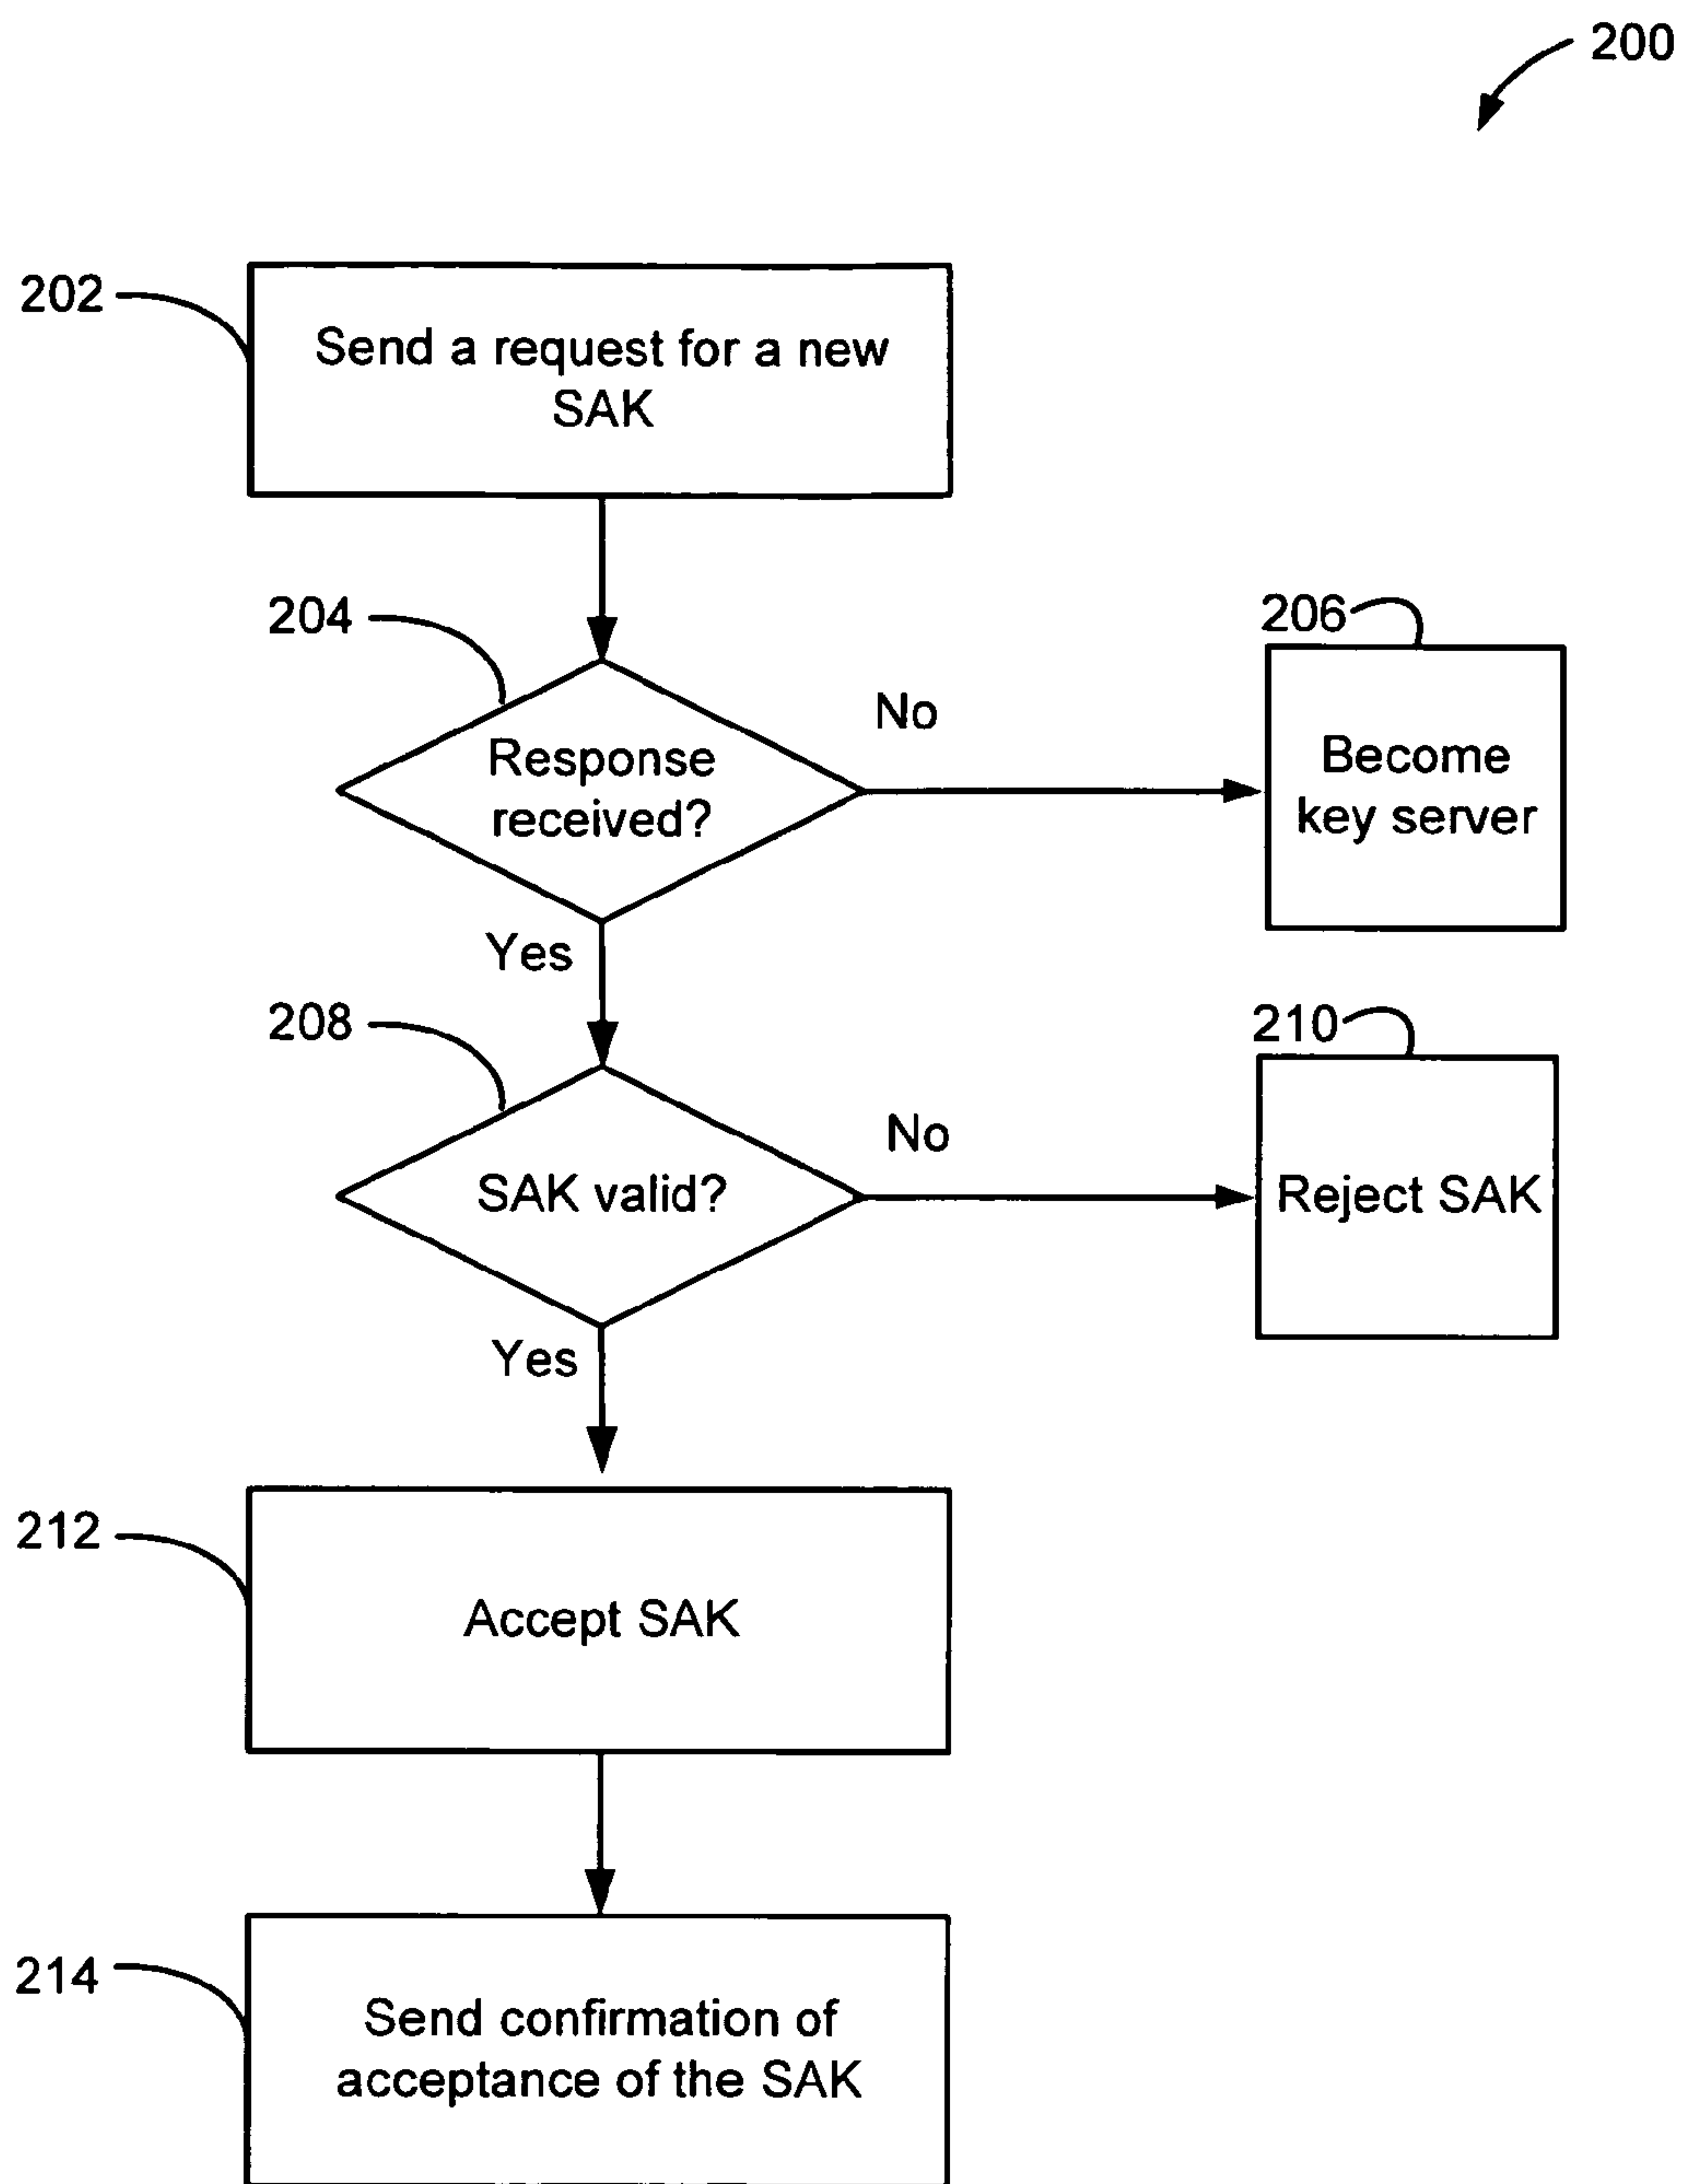 200
202
Send a request for a new
SAK
204
Response
received?
No
206
Become
key server
Yes
208
SAK valid?
No
210
Reject SAK
Yes
212
Accept SAK
214
Send confirmation of
acceptance of the SAK